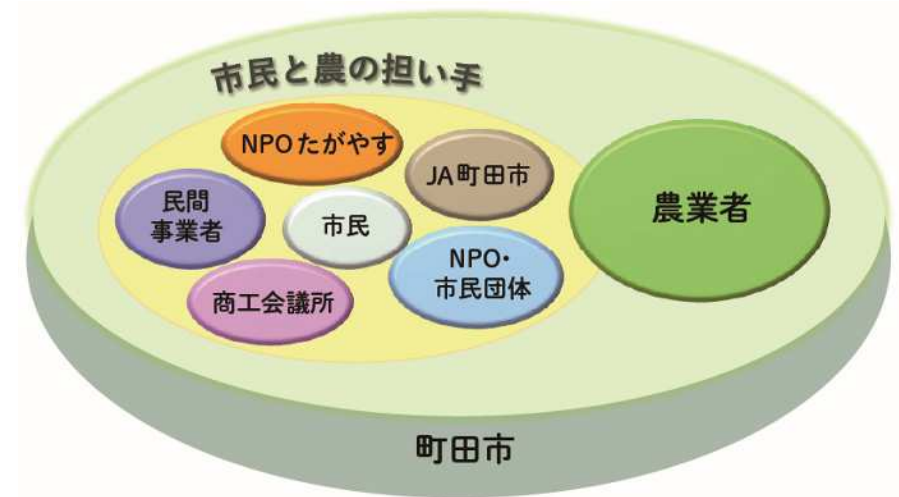 市民と農の担い手
NPOたがやす
JA町田市
民間
事業者
市民
農業者
NPO・
市民団体
商工会議所
町田市